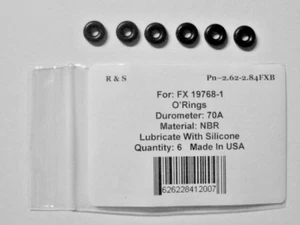 R & S Pn-2.62-2.84FXB
For: FX 19768-1
O'Rings
Durometer: 70A
Material: NBR
Lubricate With Silicone
Quantity: 6 Made In USA
626228412007